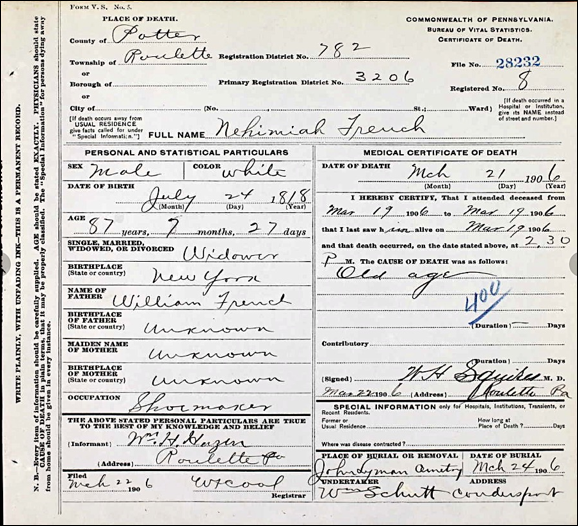 FORM V. S. No. 5.
PLACE OF DEATH.
County of Potter
Township of Roulette
or
Borough of
or
City of
Registration District No. 782
Primary Registration District No. 3206
(No. St.; Ward)
COMMONWEALTH OF PENNSYLVANIA.
BUREAU OF VITAL STATISTICS.
CERTIFICATE OF DEATH.
File No. 28232
Registered No. 8
[If death occurred in a
Hospital or Institution,
give its NAME instead
of street and number.]
[If death occurs away from
USUAL RESIDENCE
give facts called for under
"Special Information."]
FULL NAME Nehimiah French
PERSONAL AND STATISTICAL PARTICULARS
SEX Male COLOR White
DATE OF BIRTH
July 24 1818
(Month) (Day) (Year)
AGE
87 years, 7 months, 27 days
SINGLE, MARRIED,
WIDOWED, OR DIVORCED Widower
BIRTHPLACE
(State or country) New York
NAME OF
FATHER William French
BIRTHPLACE
OF FATHER
(State or country) Unknown
MAIDEN NAME
OF MOTHER Unknown
BIRTHPLACE
OF MOTHER
(State or country) Unknown
OCCUPATION
Shoemaker
THE ABOVE STATED PERSONAL PARTICULARS ARE TRUE
TO THE BEST OF MY KNOWLEDGE AND BELIEF
(Informant) Wm. H. Hazen
(Address) Roulette Pa
Filed
Mch 22 1906
Registrar
MEDICAL CERTIFICATE OF DEATH
DATE OF DEATH
Mch 21 1906
(Month) (Day) (Year)
I HEREBY CERTIFY, That I attended deceased from
Mar 19 1906 to Mar 19 1906
that I last saw him alive on Mar 19 1906
and that death occurred, on the date stated above, at 2.30
P M. The CAUSE OF DEATH was as follows:
Old age
400
(Duration) Days
Contributory
(Duration) Days
(Signed) W H Squires M. D.
Mar 22 1906 (Address) Roulette Pa
SPECIAL INFORMATION only for Hospitals, Institutions, Transients, or
Recent Residents.
Former or
Usual Residence
How long at
Place of Death? Days
Where was disease contracted?
PLACE OF BURIAL OR REMOVAL
John Lyman
DATE OF BURIAL
Mch 24 1906
UNDERTAKER
Wm Schutt
ADDRESS
Coudersport
WRITE PLAINLY, WITH UNFADING INK—THIS IS A PERMANENT RECORD.
N. B.—Every item of information should be carefully supplied. AGE should be stated EXACTLY. PHYSICIANS should state
CAUSE OF DEATH in plain terms, that it may be properly classified. The "Special Information" for persons dying away
from home should be given in every instance.